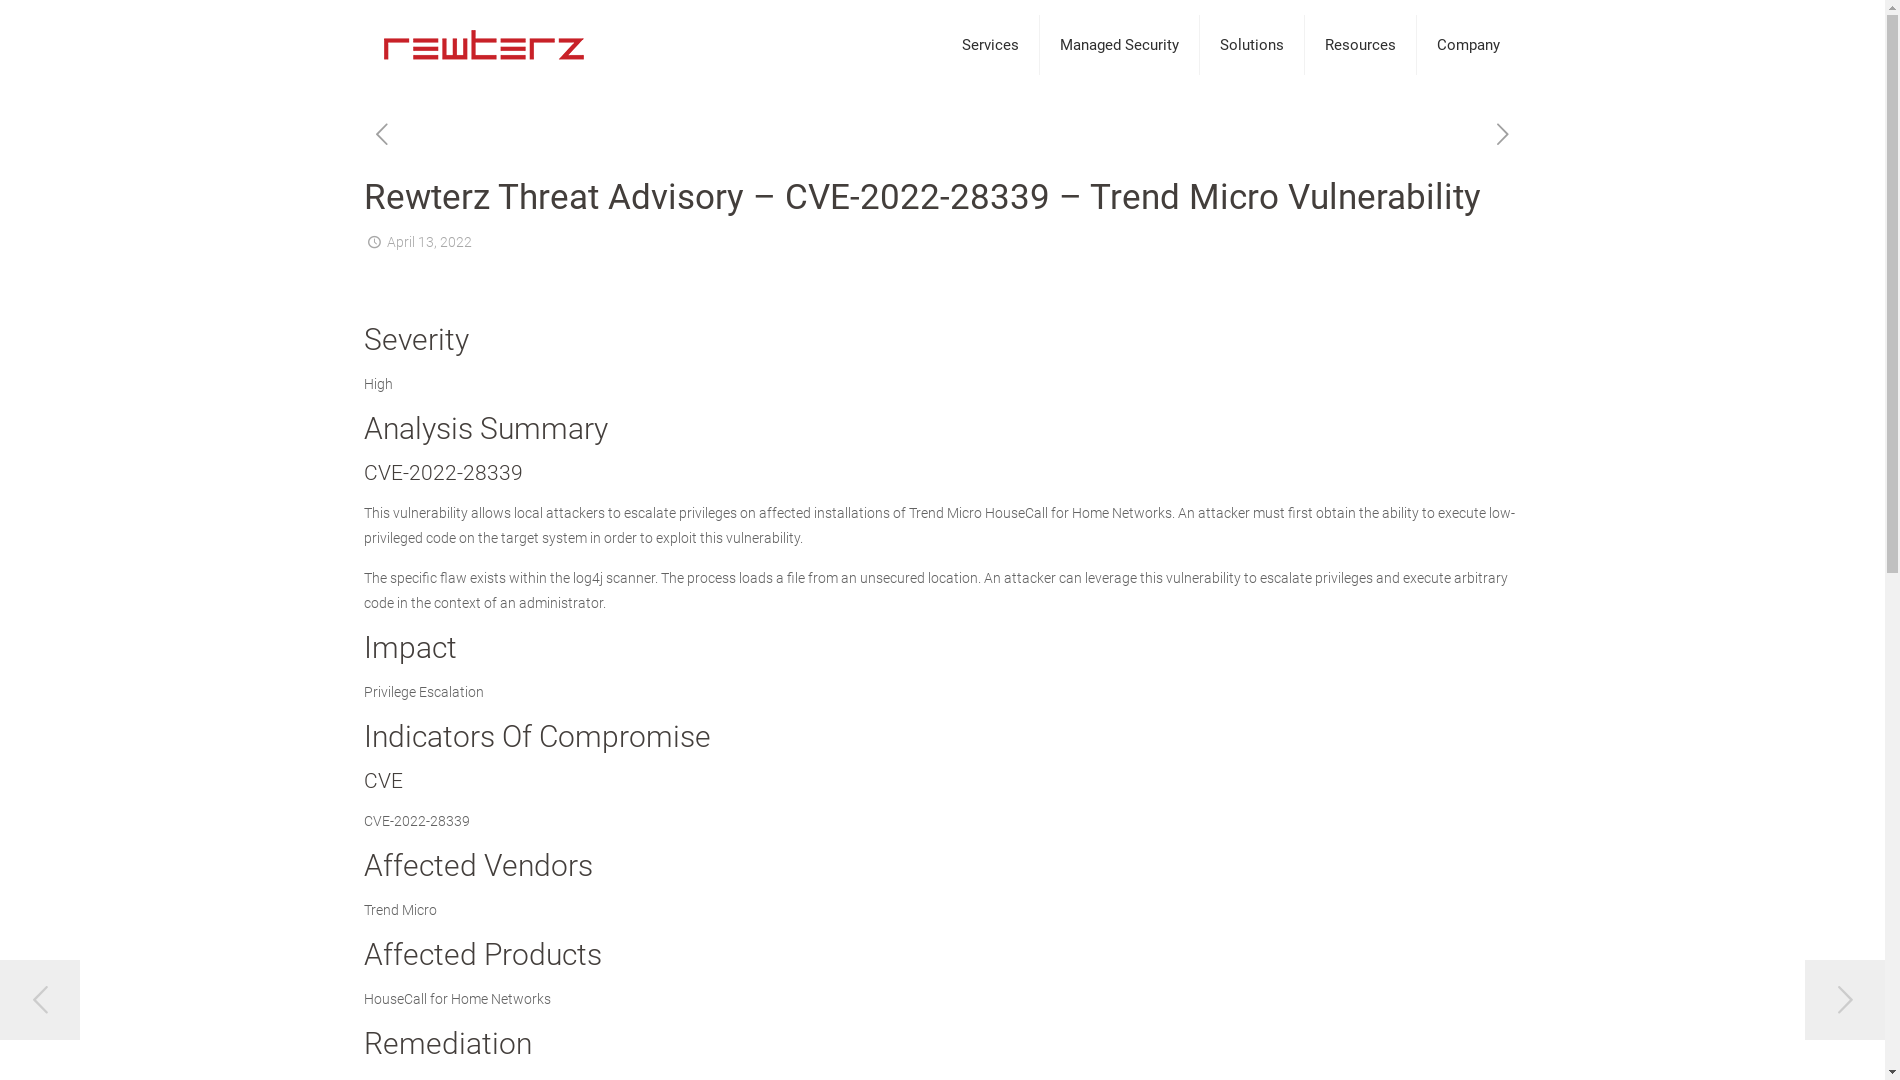 rewterz
Services
Managed Security
Solutions
Resources
Company
Rewterz Threat Advisory – CVE-2022-28339 – Trend Micro Vulnerability
April 13, 2022
Severity
High
Analysis Summary
CVE-2022-28339
This vulnerability allows local attackers to escalate privileges on affected installations of Trend Micro HouseCall for Home Networks. An attacker must first obtain the ability to execute low-
privileged code on the target system in order to exploit this vulnerability.
The specific flaw exists within the log4j scanner. The process loads a file from an unsecured location. An attacker can leverage this vulnerability to escalate privileges and execute arbitrary
code in the context of an administrator.
Impact
Privilege Escalation
Indicators Of Compromise
CVE
CVE-2022-28339
Affected Vendors
Trend Micro
Affected Products
HouseCall for Home Networks
Remediation